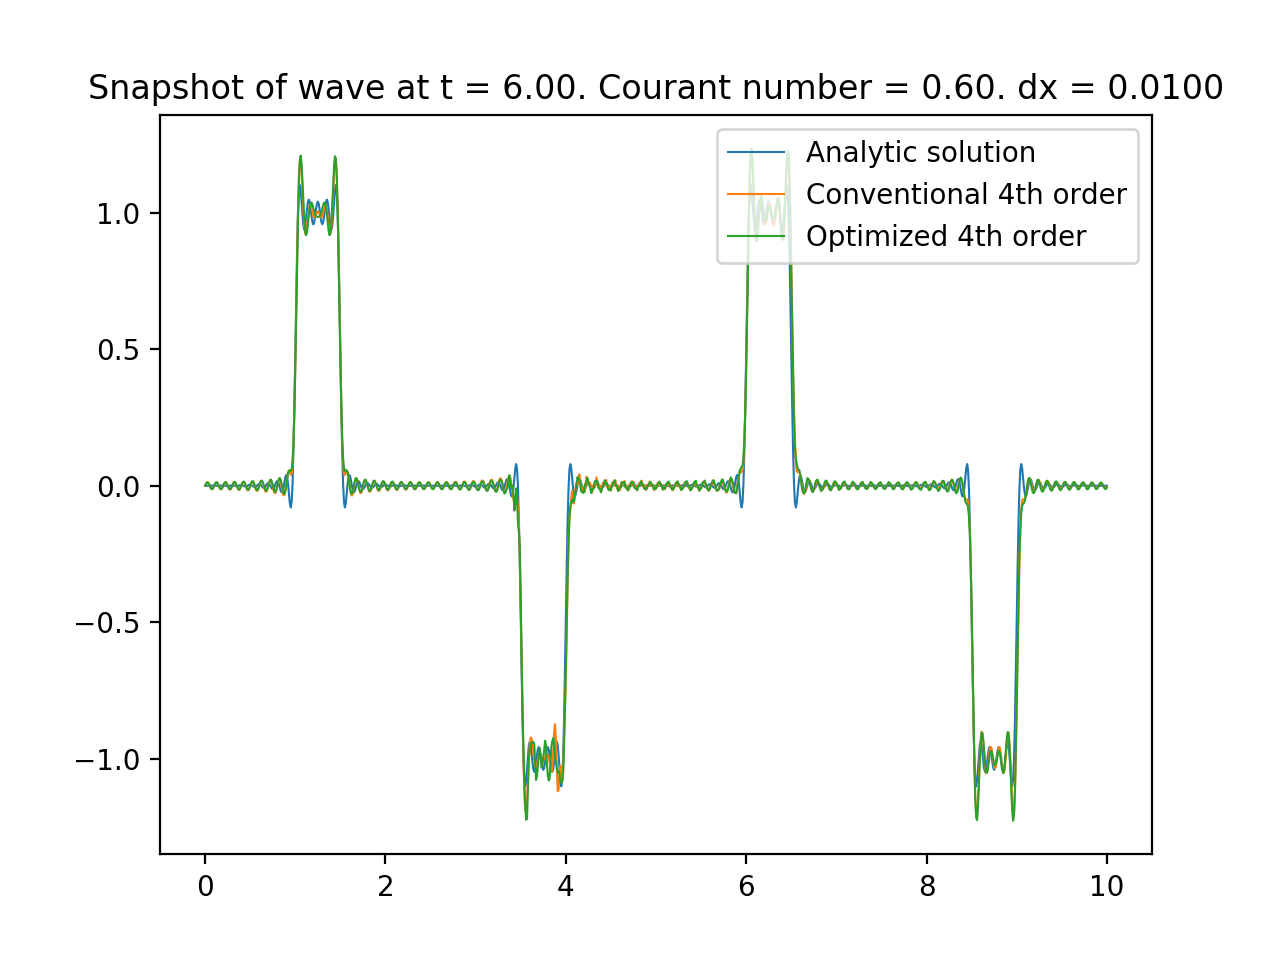 Snapshot of wave at t = 6.00. Courant number = 0.60. dx = 0.0100
Analytic solution
Conventional 4th order
Optimized 4th order
1.0
0.5
0.0
−0.5
−1.0
0 2 4 6 8 10